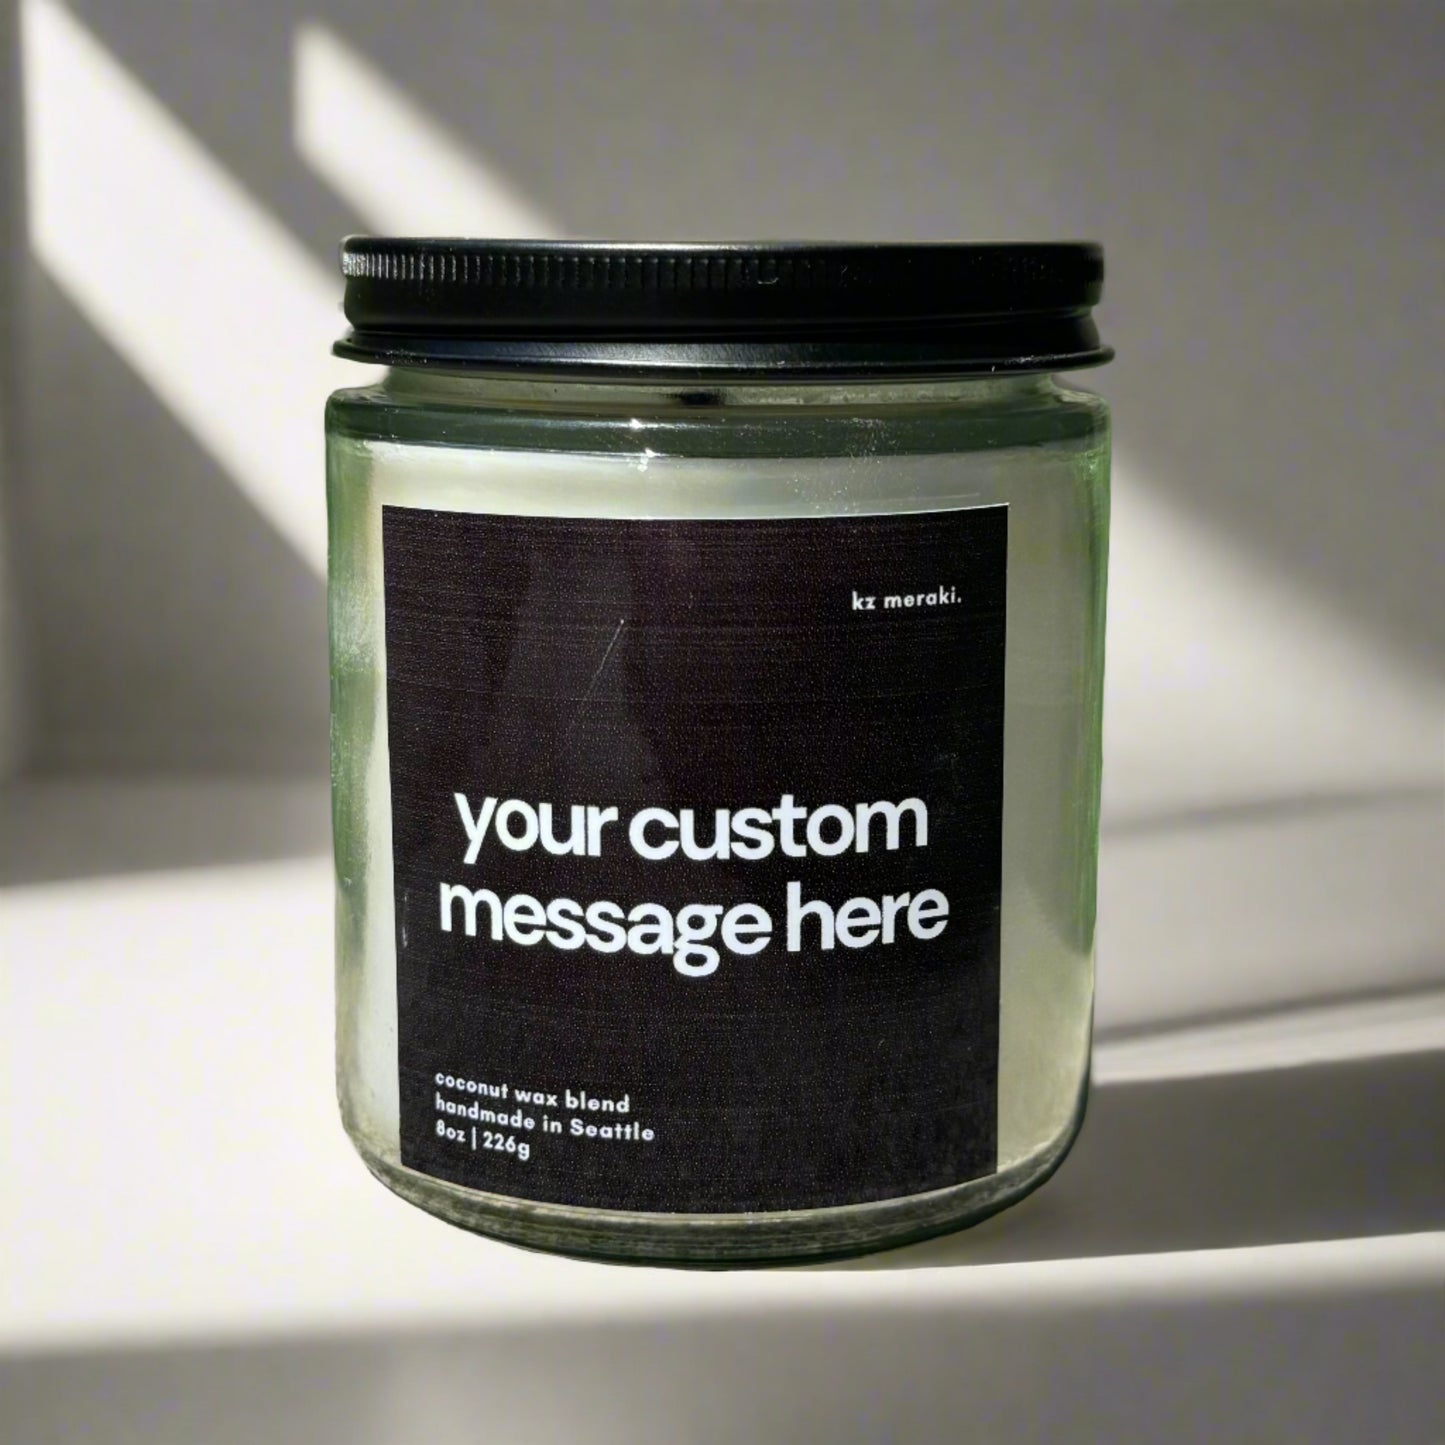 kz meraki.
your custom
message here
coconut wax blend
handmade in Seattle
8oz | 226g